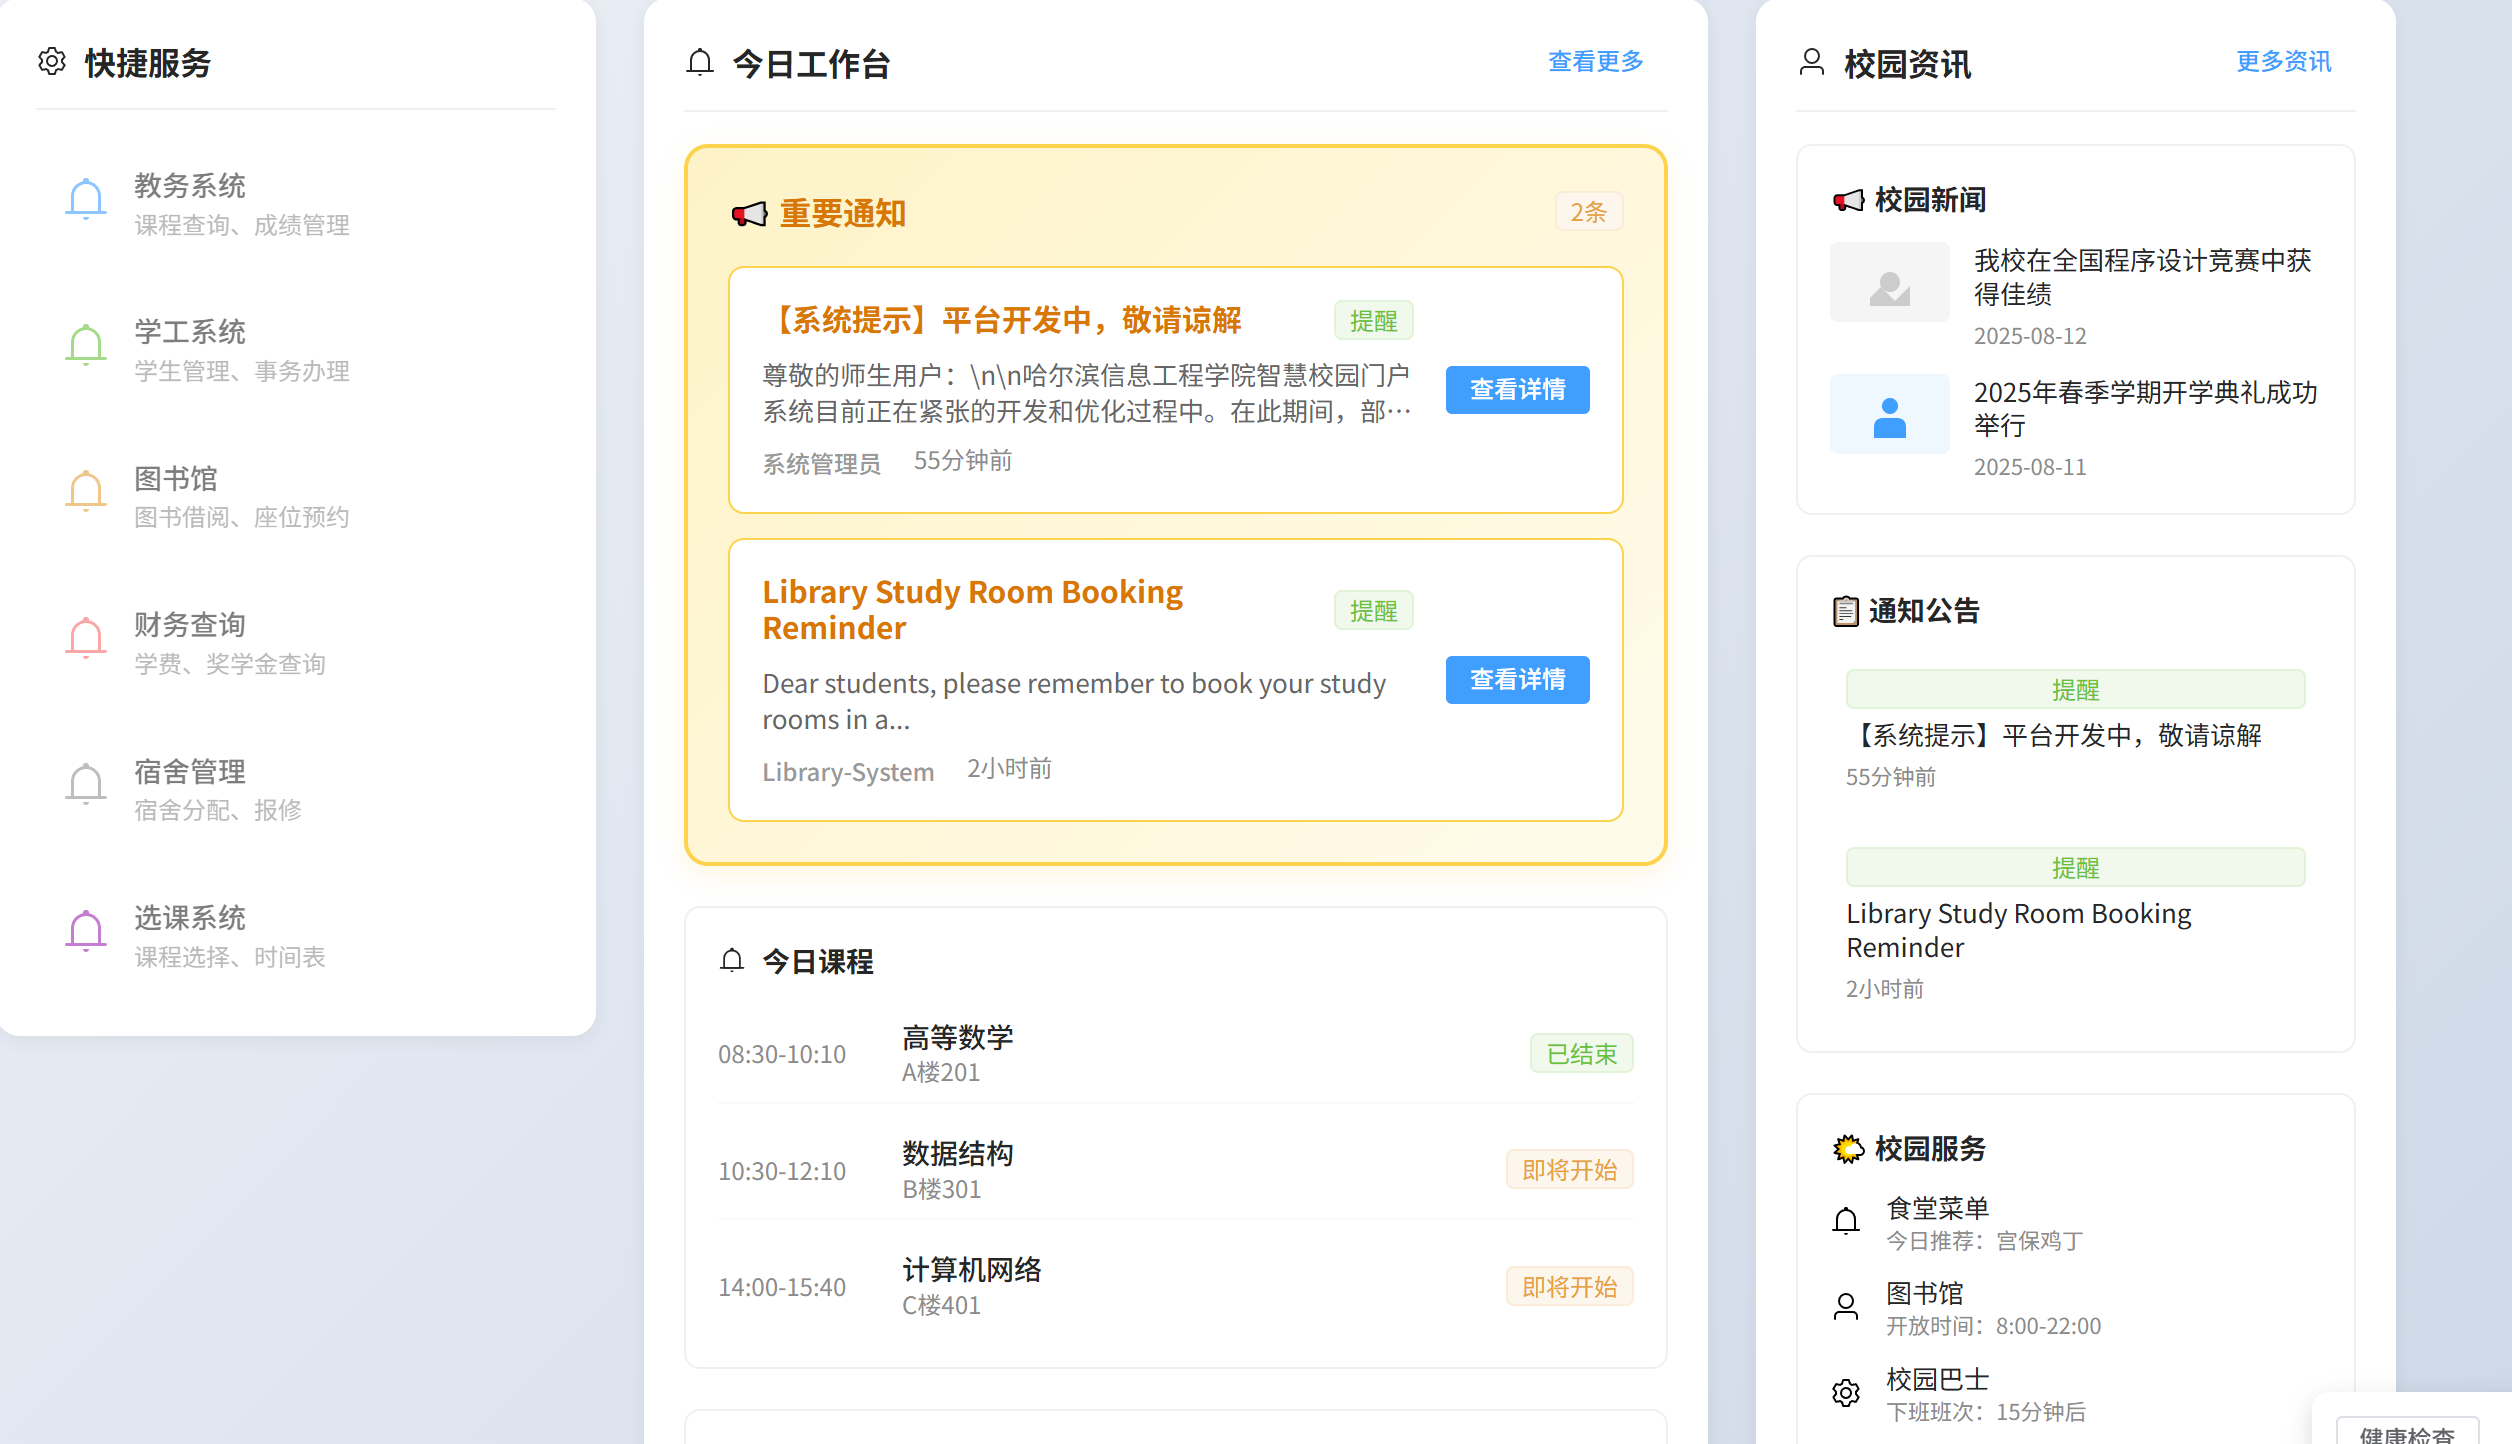 快捷服务
教务系统
课程查询、成绩管理
学工系统
学生管理、事务办理
图书馆
图书借阅、座位预约
财务查询
学费、奖学金查询
宿舍管理
宿舍分配、报修
选课系统
课程选择、时间表
今日工作台
查看更多
重要通知
2条
【系统提示】平台开发中，敬请谅解
提醒
尊敬的师生用户：\n\n哈尔滨信息工程学院智慧校园门户
系统目前正在紧张的开发和优化过程中。在此期间，部…
查看详情
系统管理员
55分钟前
Library Study Room Booking
Reminder
提醒
Dear students, please remember to book your study
rooms in a...
查看详情
Library-System
2小时前
今日课程
08:30-10:10
高等数学
A楼201
已结束
10:30-12:10
数据结构
B楼301
即将开始
14:00-15:40
计算机网络
C楼401
即将开始
校园资讯
更多资讯
校园新闻
我校在全国程序设计竞赛中获
得佳绩
2025-08-12
2025年春季学期开学典礼成功
举行
2025-08-11
通知公告
提醒
【系统提示】平台开发中，敬请谅解
55分钟前
提醒
Library Study Room Booking
Reminder
2小时前
校园服务
食堂菜单
今日推荐：宫保鸡丁
图书馆
开放时间：8:00-22:00
校园巴士
下班班次：15分钟后
健康检查